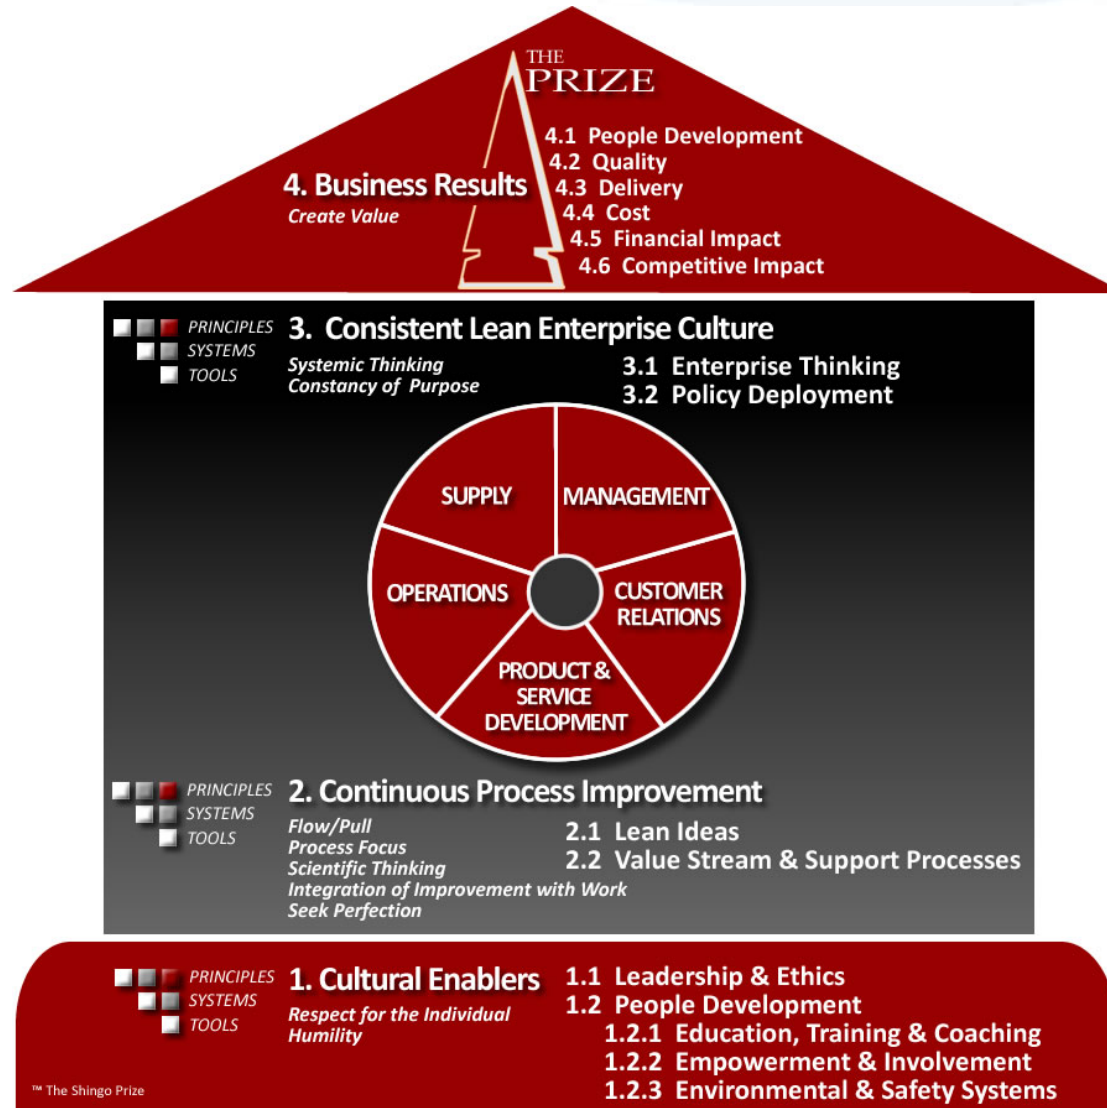 THE
PRIZE
4.1 People Development
4.2 Quality
4. Business Results
4.3 Delivery
Create Value
4.4 Cost
4.5 Financial Impact
4.6 Competitive Impact
PRINCIPLES
SYSTEMS
TOOLS
3. Consistent Lean Enterprise Culture
Systemic Thinking
Constancy of Purpose
3.1 Enterprise Thinking
3.2 Policy Deployment
SUPPLY
MANAGEMENT
OPERATIONS
CUSTOMER
RELATIONS
PRODUCT &
SERVICE
DEVELOPMENT
PRINCIPLES
SYSTEMS
TOOLS
2. Continuous Process Improvement
Flow/Pull
Process Focus
Scientific Thinking
Integration of Improvement with Work
Seek Perfection
2.1 Lean Ideas
2.2 Value Stream & Support Processes
PRINCIPLES
SYSTEMS
TOOLS
1. Cultural Enablers
Respect for the Individual
Humility
1.1 Leadership & Ethics
1.2 People Development
1.2.1 Education, Training & Coaching
1.2.2 Empowerment & Involvement
1.2.3 Environmental & Safety Systems
™ The Shingo Prize